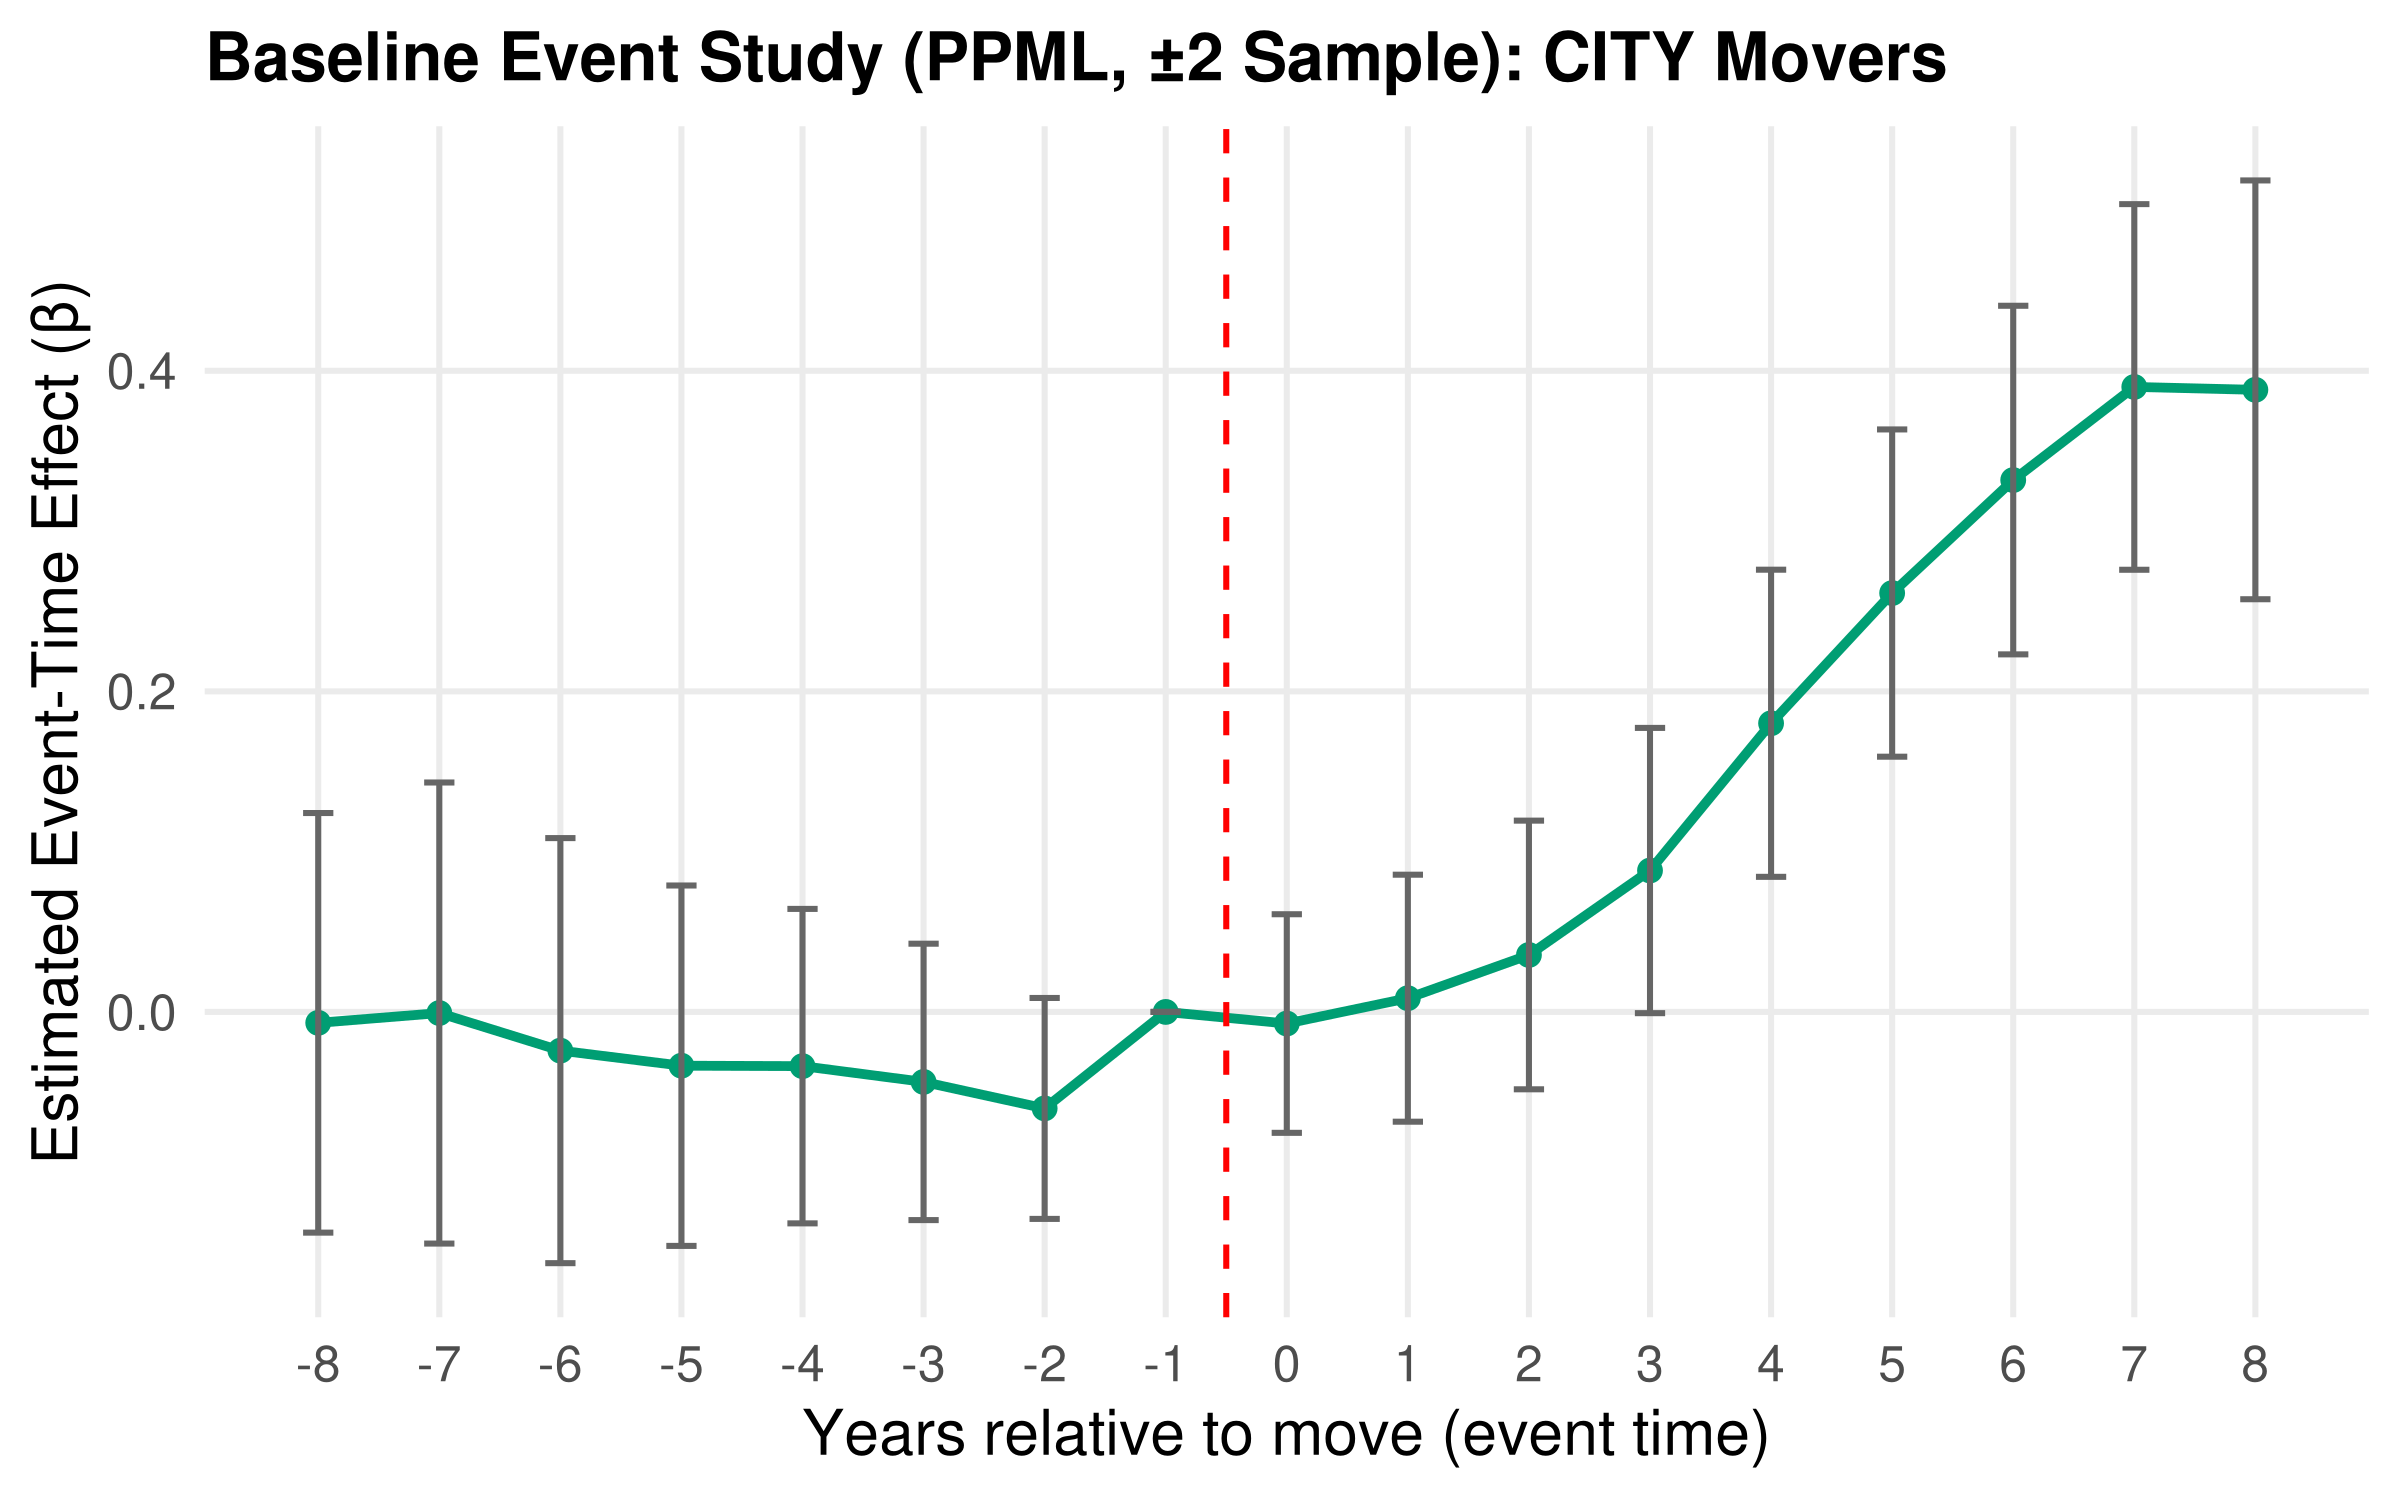 Baseline Event Study (PPML, ±2 Sample): CITY Movers
Estimated Event-Time Effect (β)
0.4
0.2
0.0
-8 -7 -6 -5 -4 -3 -2 -1 0 1 2 3 4 5 6 7 8
Years relative to move (event time)